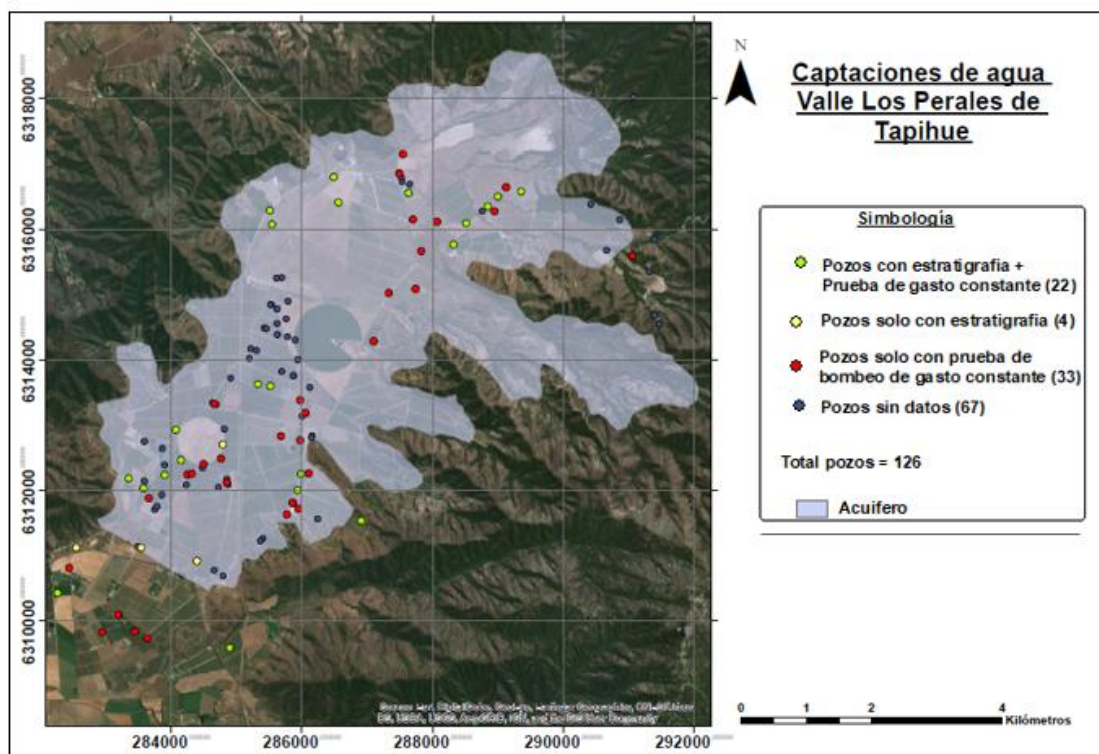 N
Captaciones de agua
Valle Los Perales de
Tapihue
Simbología
Pozos con estratigrafia +
Prueba de gasto constante (22)
Pozos solo con estratigrafia (4)
Pozos solo con prueba de
bombeo de gasto constante (33)
Pozos sin datos (67)
Total pozos = 126
Acuifero
6318000
6316000
6314000
6312000
6310000
284000 286000 288000 290000 292000
0 1 2 4
Kilómetros